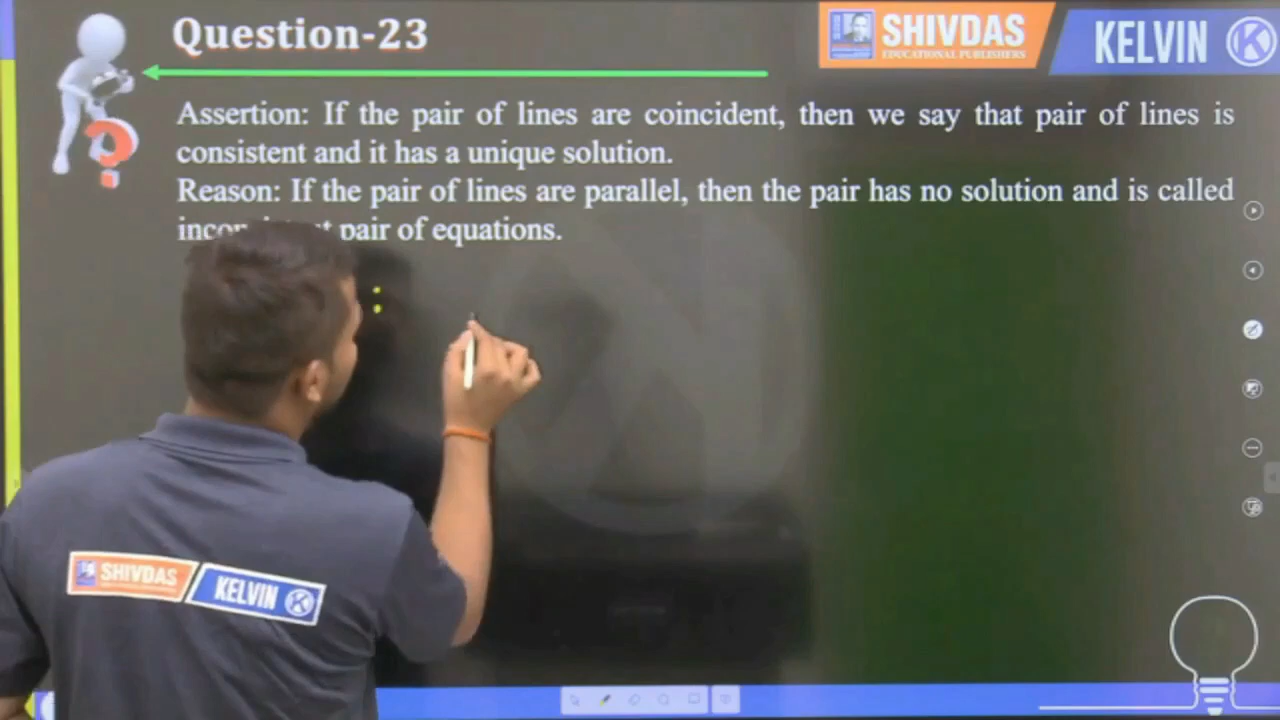 Question-23
SHIVDAS
EDUCATIONAL PUBLISHERS
KELVIN
Assertion: If the pair of lines are coincident, then we say that pair of lines is
consistent and it has a unique solution.
Reason: If the pair of lines are parallel, then the pair has no solution and is called
pair of equations.
:
SHIVDAS
KELVIN